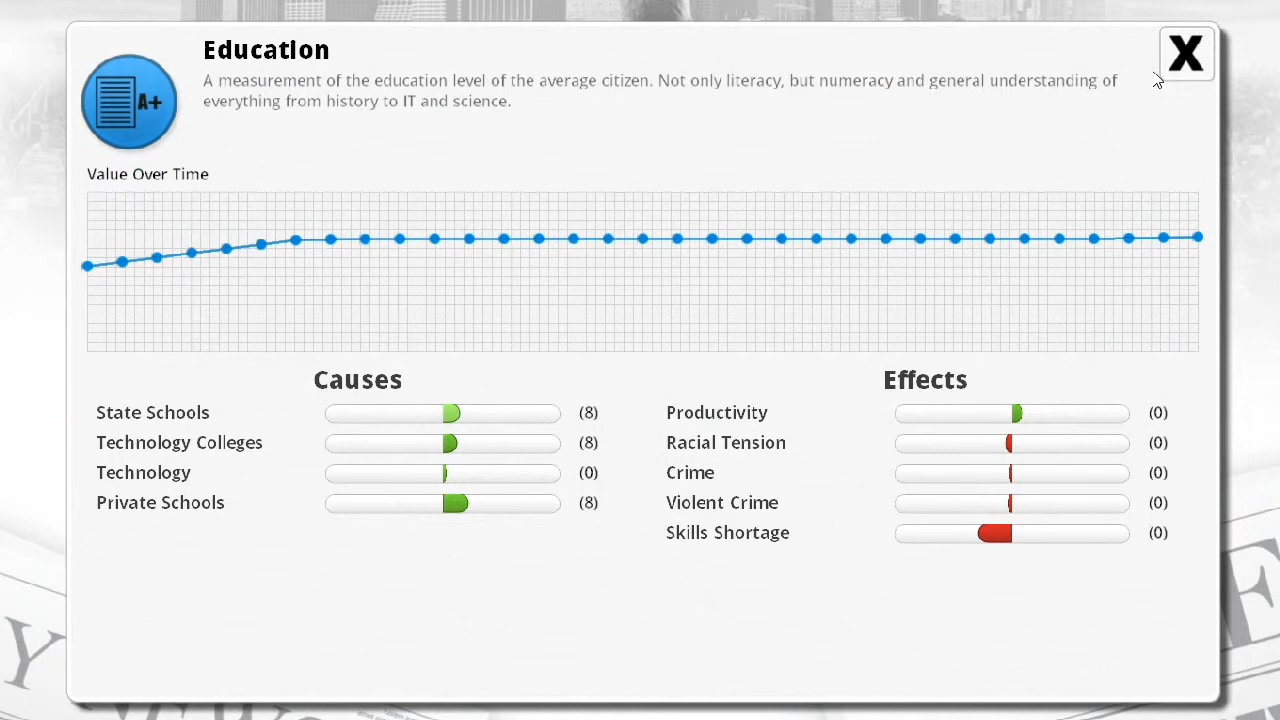 Education
X
A measurement of the education level of the average citizen. Not only literacy, but numeracy and general understanding of
everything from history to IT and science.
A+
Value Over Time
Causes
State Schools (8)
Technology Colleges (8)
Technology (0)
Private Schools (8)
Effects
Productivity (0)
Racial Tension (0)
Crime (0)
Violent Crime (0)
Skills Shortage (0)